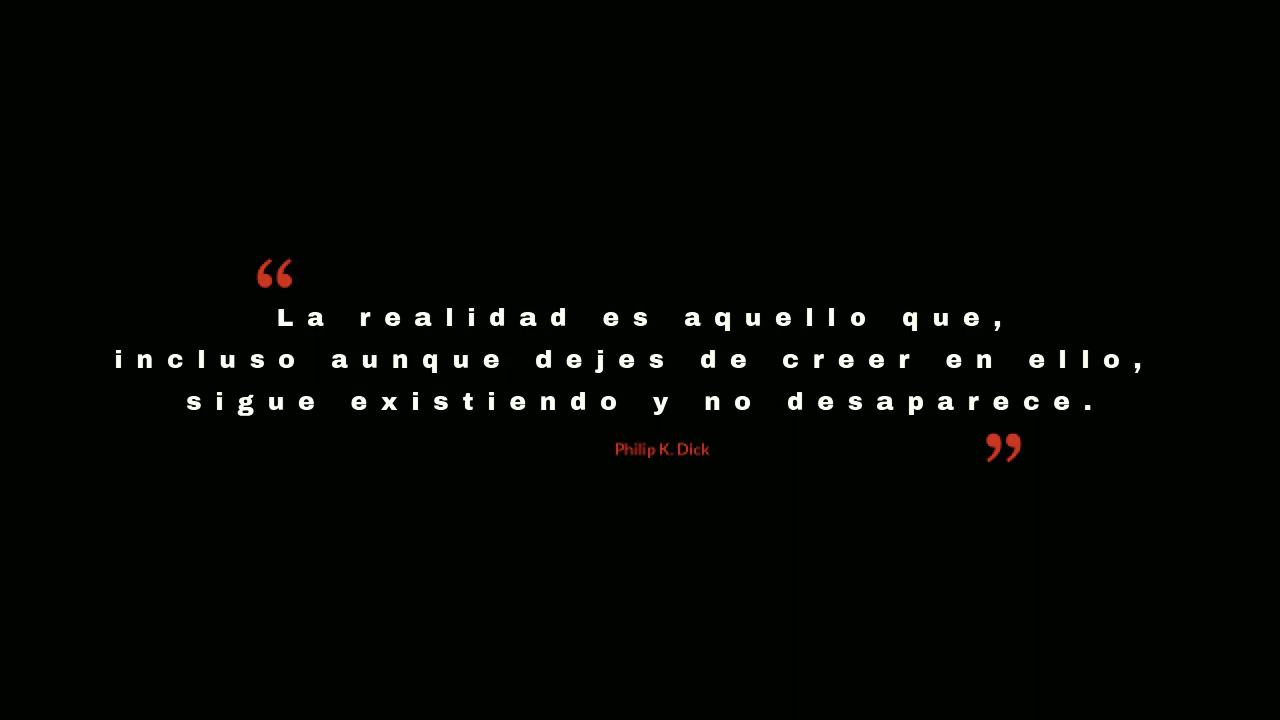 “
La realidad es aquello que,
incluso aunque dejes de creer en ello,
sigue existiendo y no desaparece.
Philip K. Dick
”